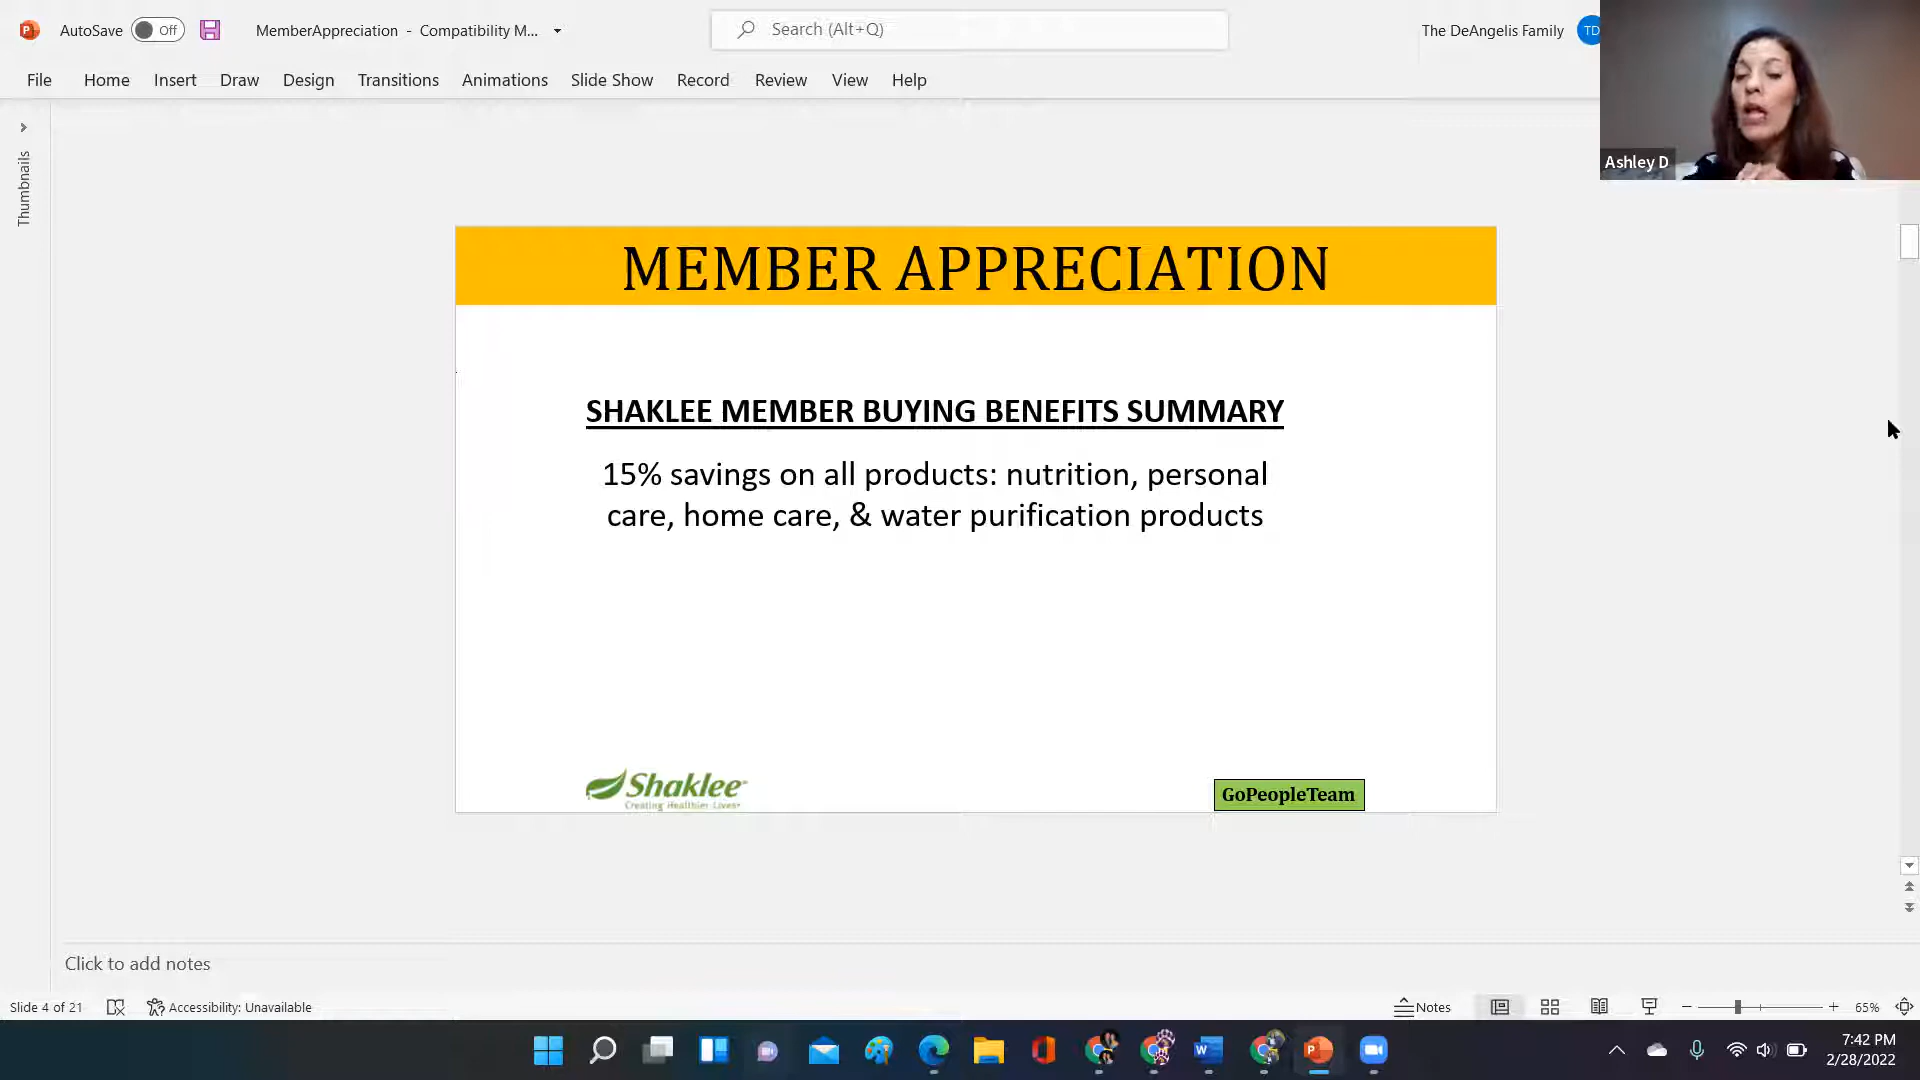 AutoSave Off MemberAppreciation - Compatibility M... Search (Alt+Q) The DeAngelis Family TD
File Home Insert Draw Design Transitions Animations Slide Show Record Review View Help
Ashley D
Thumbnails
MEMBER APPRECIATION
SHAKLEE MEMBER BUYING BENEFITS SUMMARY
15% savings on all products: nutrition, personal
care, home care, & water purification products
Shaklee
Creating Healthier Lives
GoPeopleTeam
Click to add notes
Slide 4 of 21 Accessibility: Unavailable Notes 65%
7:42 PM
2/28/2022